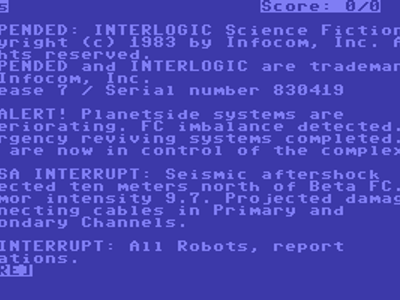 s Score: 0/0
PENDED: INTERLOGIC Science Fiction
yright (c) 1983 by Infocom, Inc. A
hts reserved.
PENDED and INTERLOGIC are trademar
Infocom, Inc.
ease 7 / Serial number 830419
ALERT! Planetside systems are
eriorating. FC imbalance detected.
rgency reviving systems completed.
are now in control of the complex
SA INTERRUPT: Seismic aftershock
ected ten meters north of Beta FC.
mor intensity 9.7. Projected damag
necting cables in Primary and
ondary Channels.
INTERRUPT: All Robots, report
ations.
RE]